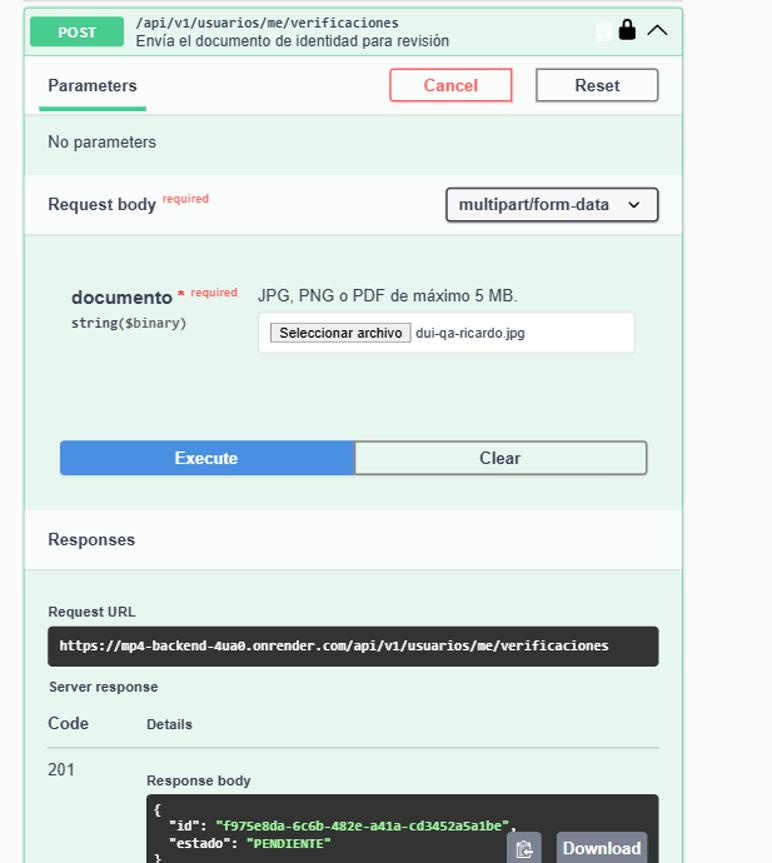 POST /api/v1/usuarios/me/verificaciones
Envía el documento de identidad para revisión
Parameters Cancel Reset
No parameters
Request body required multipart/form-data
documento * required JPG, PNG o PDF de máximo 5 MB.
string($binary) Seleccionar archivo dui-qa-ricardo.jpg
Execute Clear
Responses
Request URL
https://mp4-backend-4ua0.onrender.com/api/v1/usuarios/me/verificaciones
Server response
Code Details
201
Response body
{
"id": "f975e8da-6c6b-482e-a41a-cd3452a5a1be",
"estado": "PENDIENTE"
}
Download